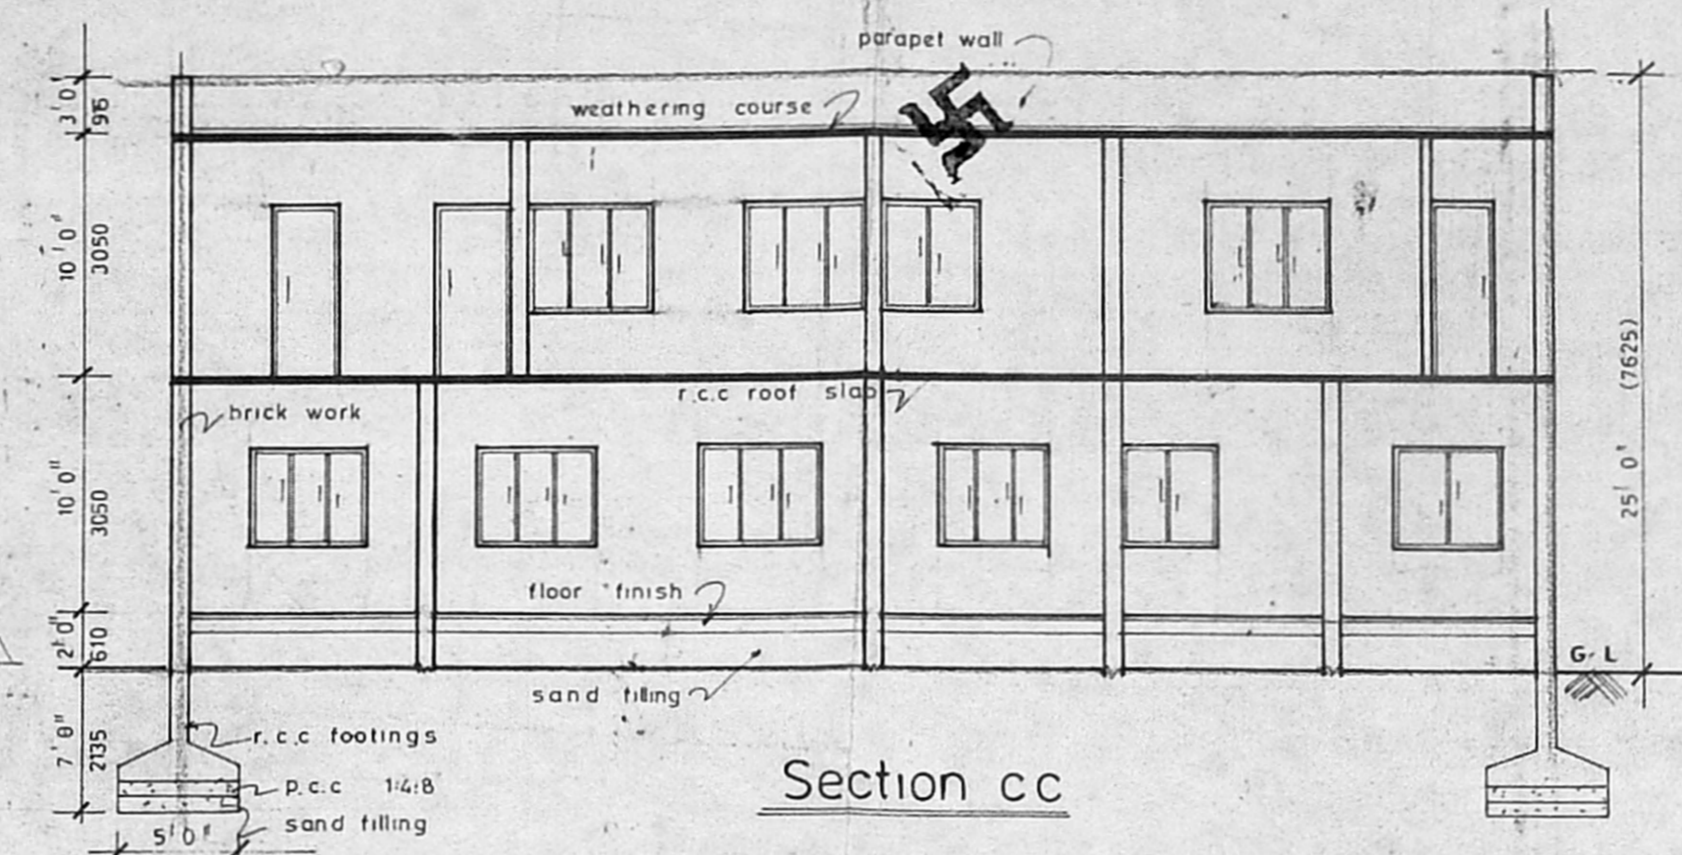 parapet wall
weathering course
3' 0"
915
10' 0"
3050
r.c.c roof slab
brick work
10' 0"
3050
25' 0"
(7625)
floor finish
2' 0"
610
G.L
sand filling
7' 0"
2135
r.c.c footings
p.c.c 1:4:8
sand filling
5' 0"
Section cc